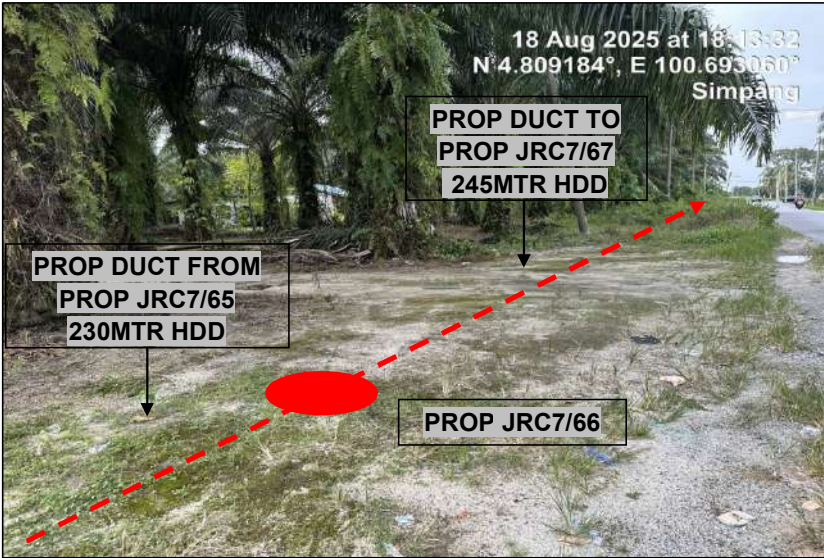 18 Aug 2025 at 18:13:32
N 4.809184°, E 100.693060°
Simpang
PROP DUCT TO
PROP JRC7/67
245MTR HDD
PROP DUCT FROM
PROP JRC7/65
230MTR HDD
PROP JRC7/66